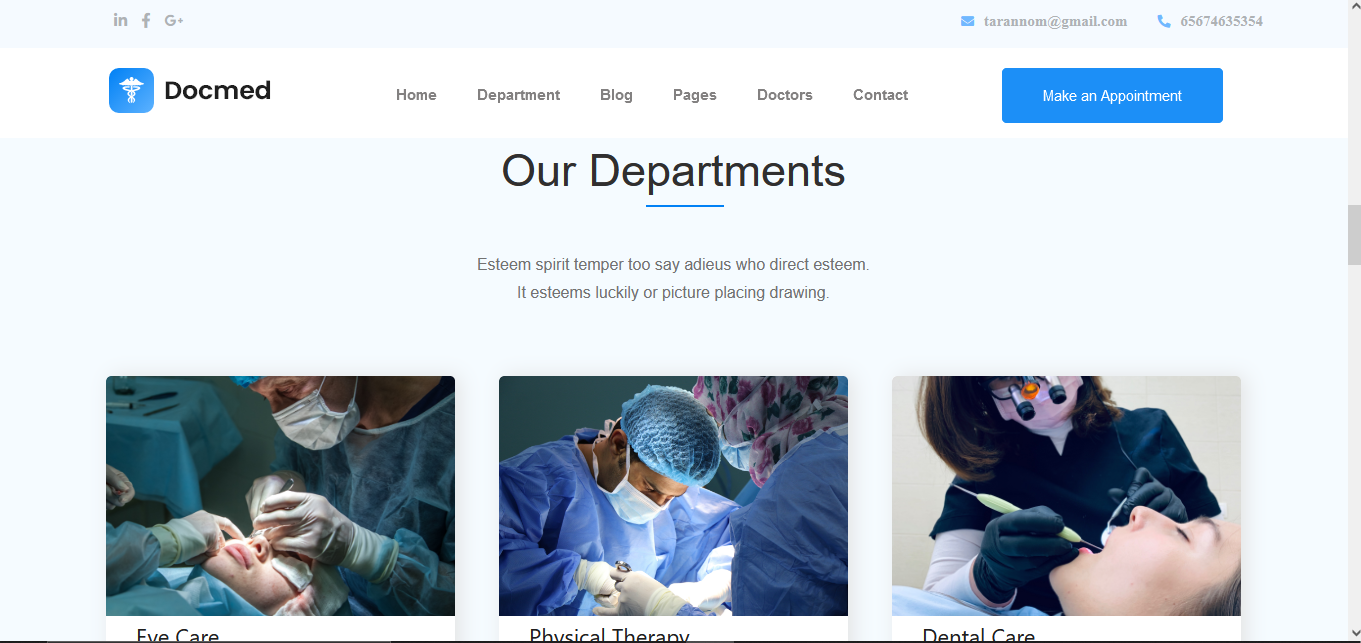 tarannom@gmail.com 65674635354
Docmed Home Department Blog Pages Doctors Contact Make an Appointment
Our Departments
Esteem spirit temper too say adieus who direct esteem.
It esteems luckily or picture placing drawing.
Eye Care Physical Therapy Dental Care